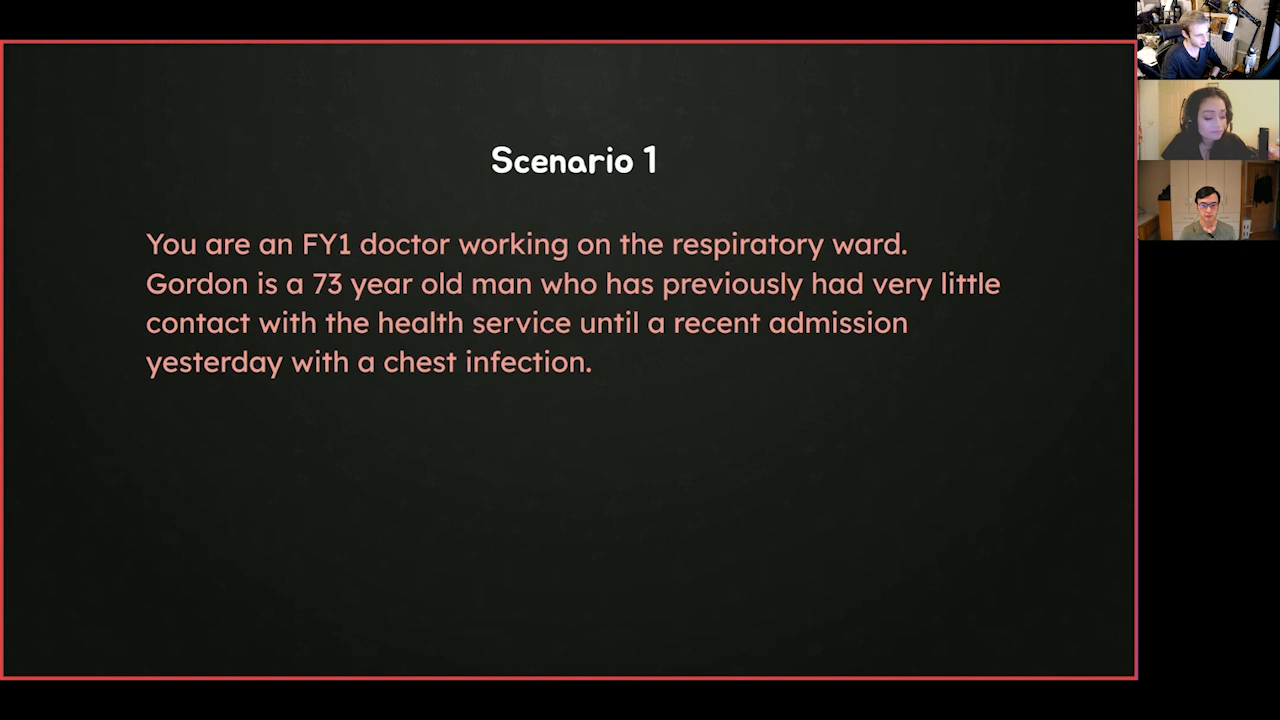 Scenario 1
You are an FY1 doctor working on the respiratory ward.
Gordon is a 73 year old man who has previously had very little
contact with the health service until a recent admission
yesterday with a chest infection.